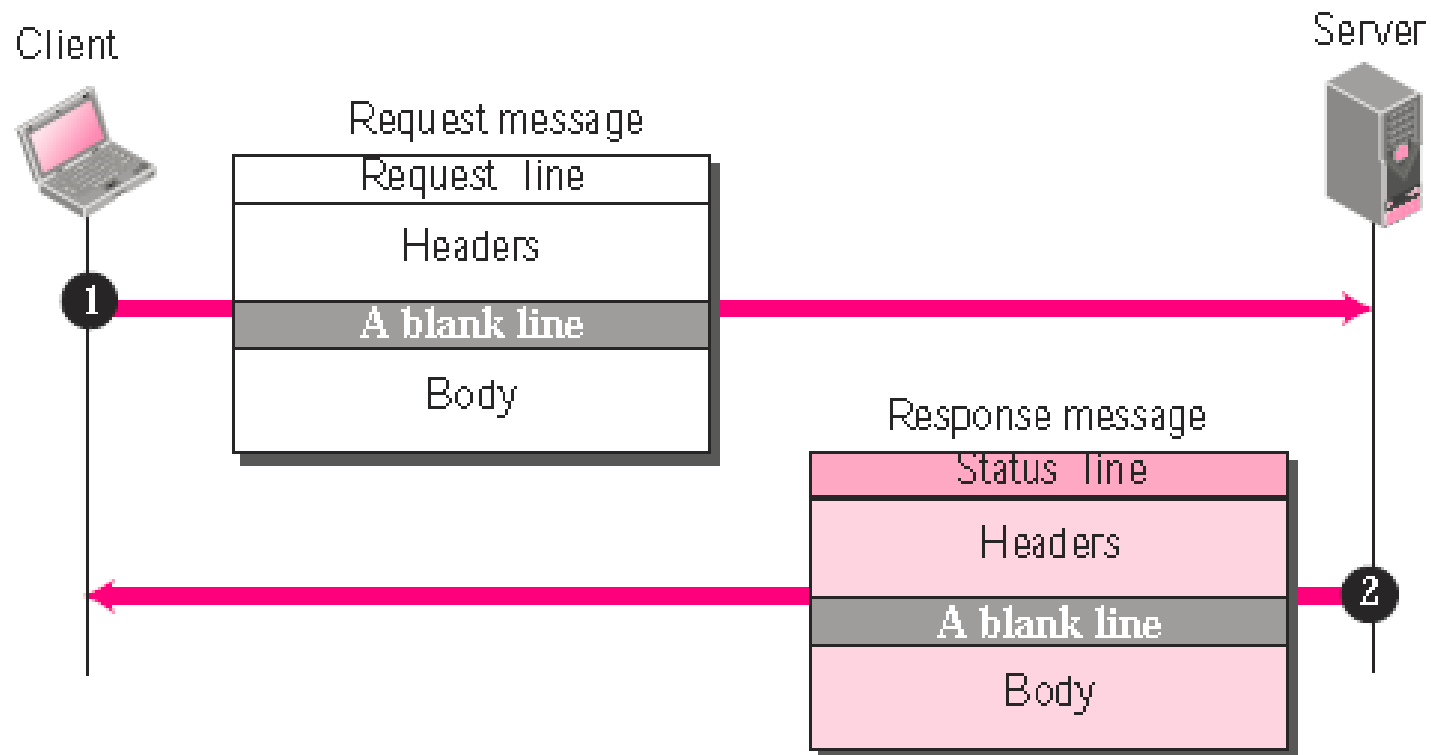 Client
Server
Request message
Request line
Headers
1
A blank line
Body
Response message
Status line
Headers
2
A blank line
Body